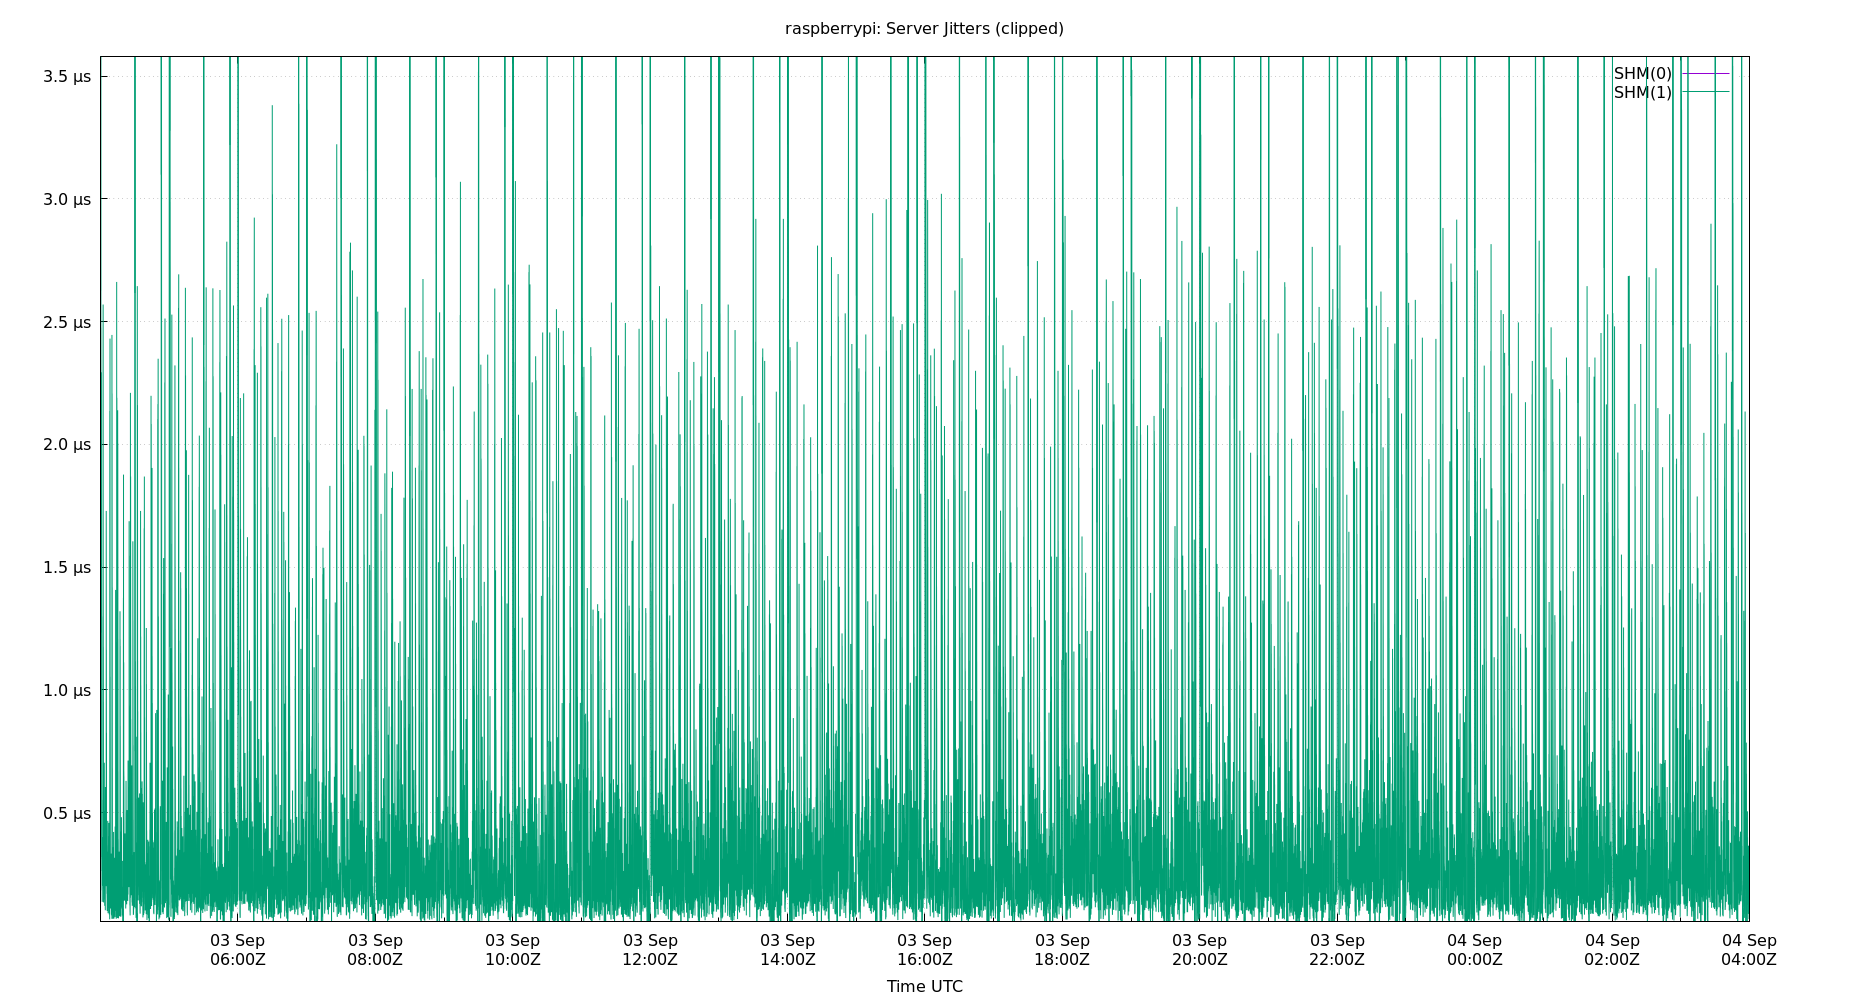 raspberrypi: Server Jitters (clipped)
SHM(0)
SHM(1)
3.5 µs
3.0 µs
2.5 µs
2.0 µs
1.5 µs
1.0 µs
0.5 µs
03 Sep 03 Sep 03 Sep 03 Sep 03 Sep 03 Sep 03 Sep 03 Sep 03 Sep 04 Sep 04 Sep 04 Sep
06:00Z 08:00Z 10:00Z 12:00Z 14:00Z 16:00Z 18:00Z 20:00Z 22:00Z 00:00Z 02:00Z 04:00Z
Time UTC